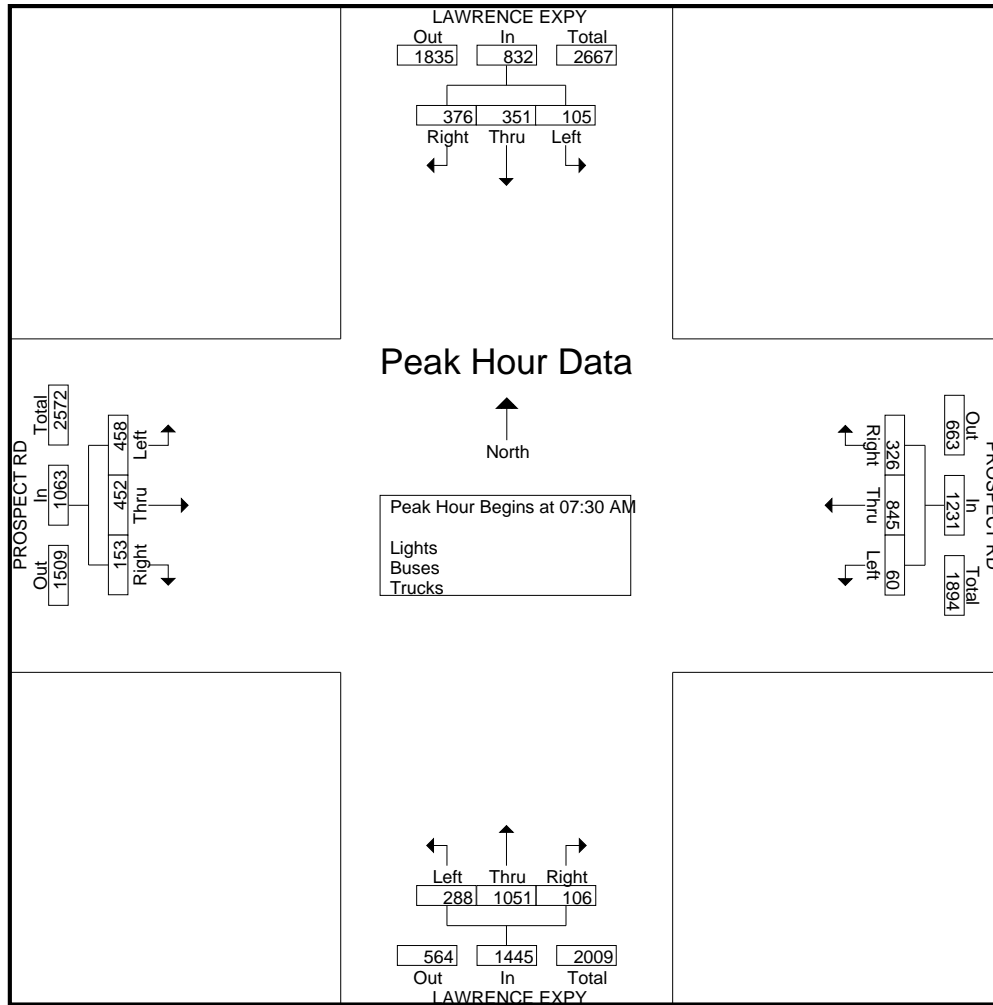 LAWRENCE EXPY
Out In Total
1835 832 2667
376 351 105
Right Thru Left
Peak Hour Data
North
Peak Hour Begins at 07:30 AM
Lights
Buses
Trucks
PROSPECT RD
Out In Total
1509 1063 2572
Left Thru Right
458 452 153
PROSPECT RD
Out In Total
663 1231 1894
Right Thru Left
326 845 60
Left Thru Right
288 1051 106
564 1445 2009
Out In Total
LAWRENCE EXPY